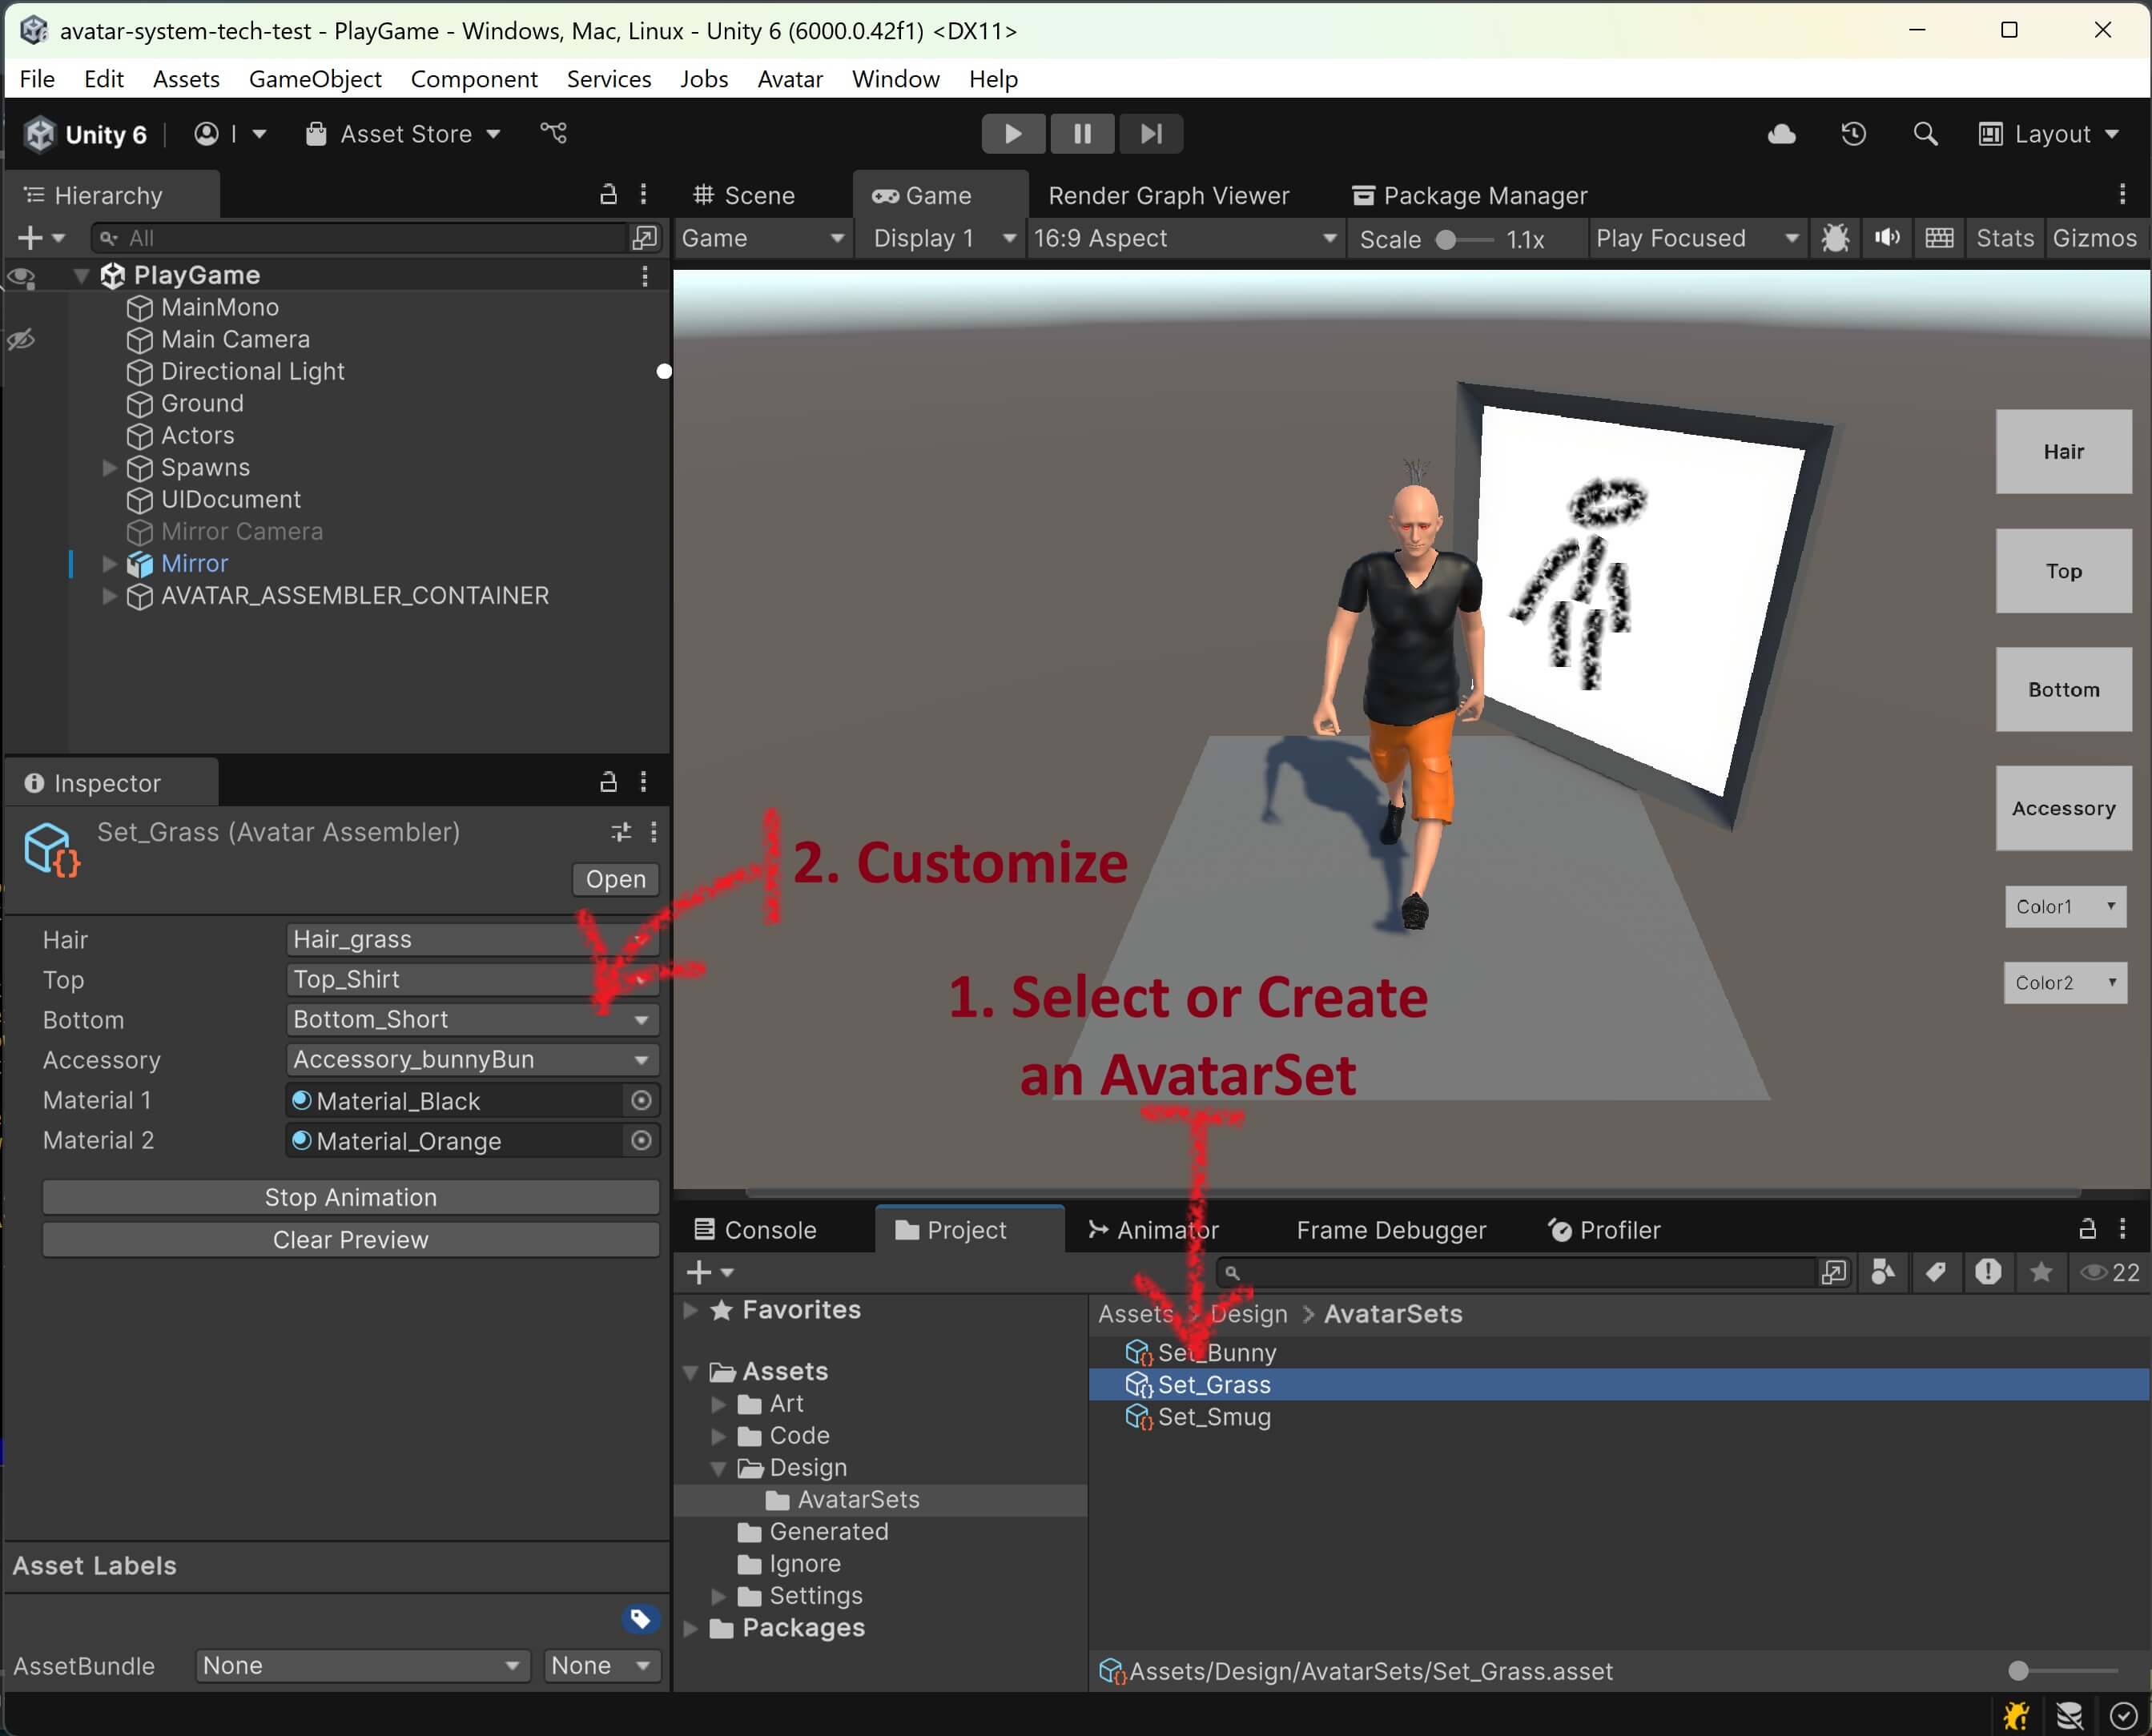 avatar-system-tech-test - PlayGame - Windows, Mac, Linux - Unity 6 (6000.0.42f1) <DX11>
File Edit Assets GameObject Component Services Jobs Avatar Window Help
Unity 6 I Asset Store Layout
Hierarchy
All
PlayGame
MainMono
Main Camera
Directional Light
Ground
Actors
Spawns
UIDocument
Mirror Camera
Mirror
AVATAR_ASSEMBLER_CONTAINER
Scene Game Render Graph Viewer Package Manager
Game Display 1 16:9 Aspect Scale 1.1x Play Focused Stats Gizmos
Hair
Top
Bottom
Accessory
Color1
Color2
2. Customize
1. Select or Create
an AvatarSet
Inspector
Set_Grass (Avatar Assembler)
Open
Hair Hair_grass
Top Top_Shirt
Bottom Bottom_Short
Accessory Accessory_bunnyBun
Material 1 Material_Black
Material 2 Material_Orange
Stop Animation
Clear Preview
Asset Labels
AssetBundle None None
Console Project Animator Frame Debugger Profiler
22
Favorites
Assets
Art
Code
Design
AvatarSets
Generated
Ignore
Settings
Packages
Assets > Design > AvatarSets
Set_Bunny
Set_Grass
Set_Smug
Assets/Design/AvatarSets/Set_Grass.asset